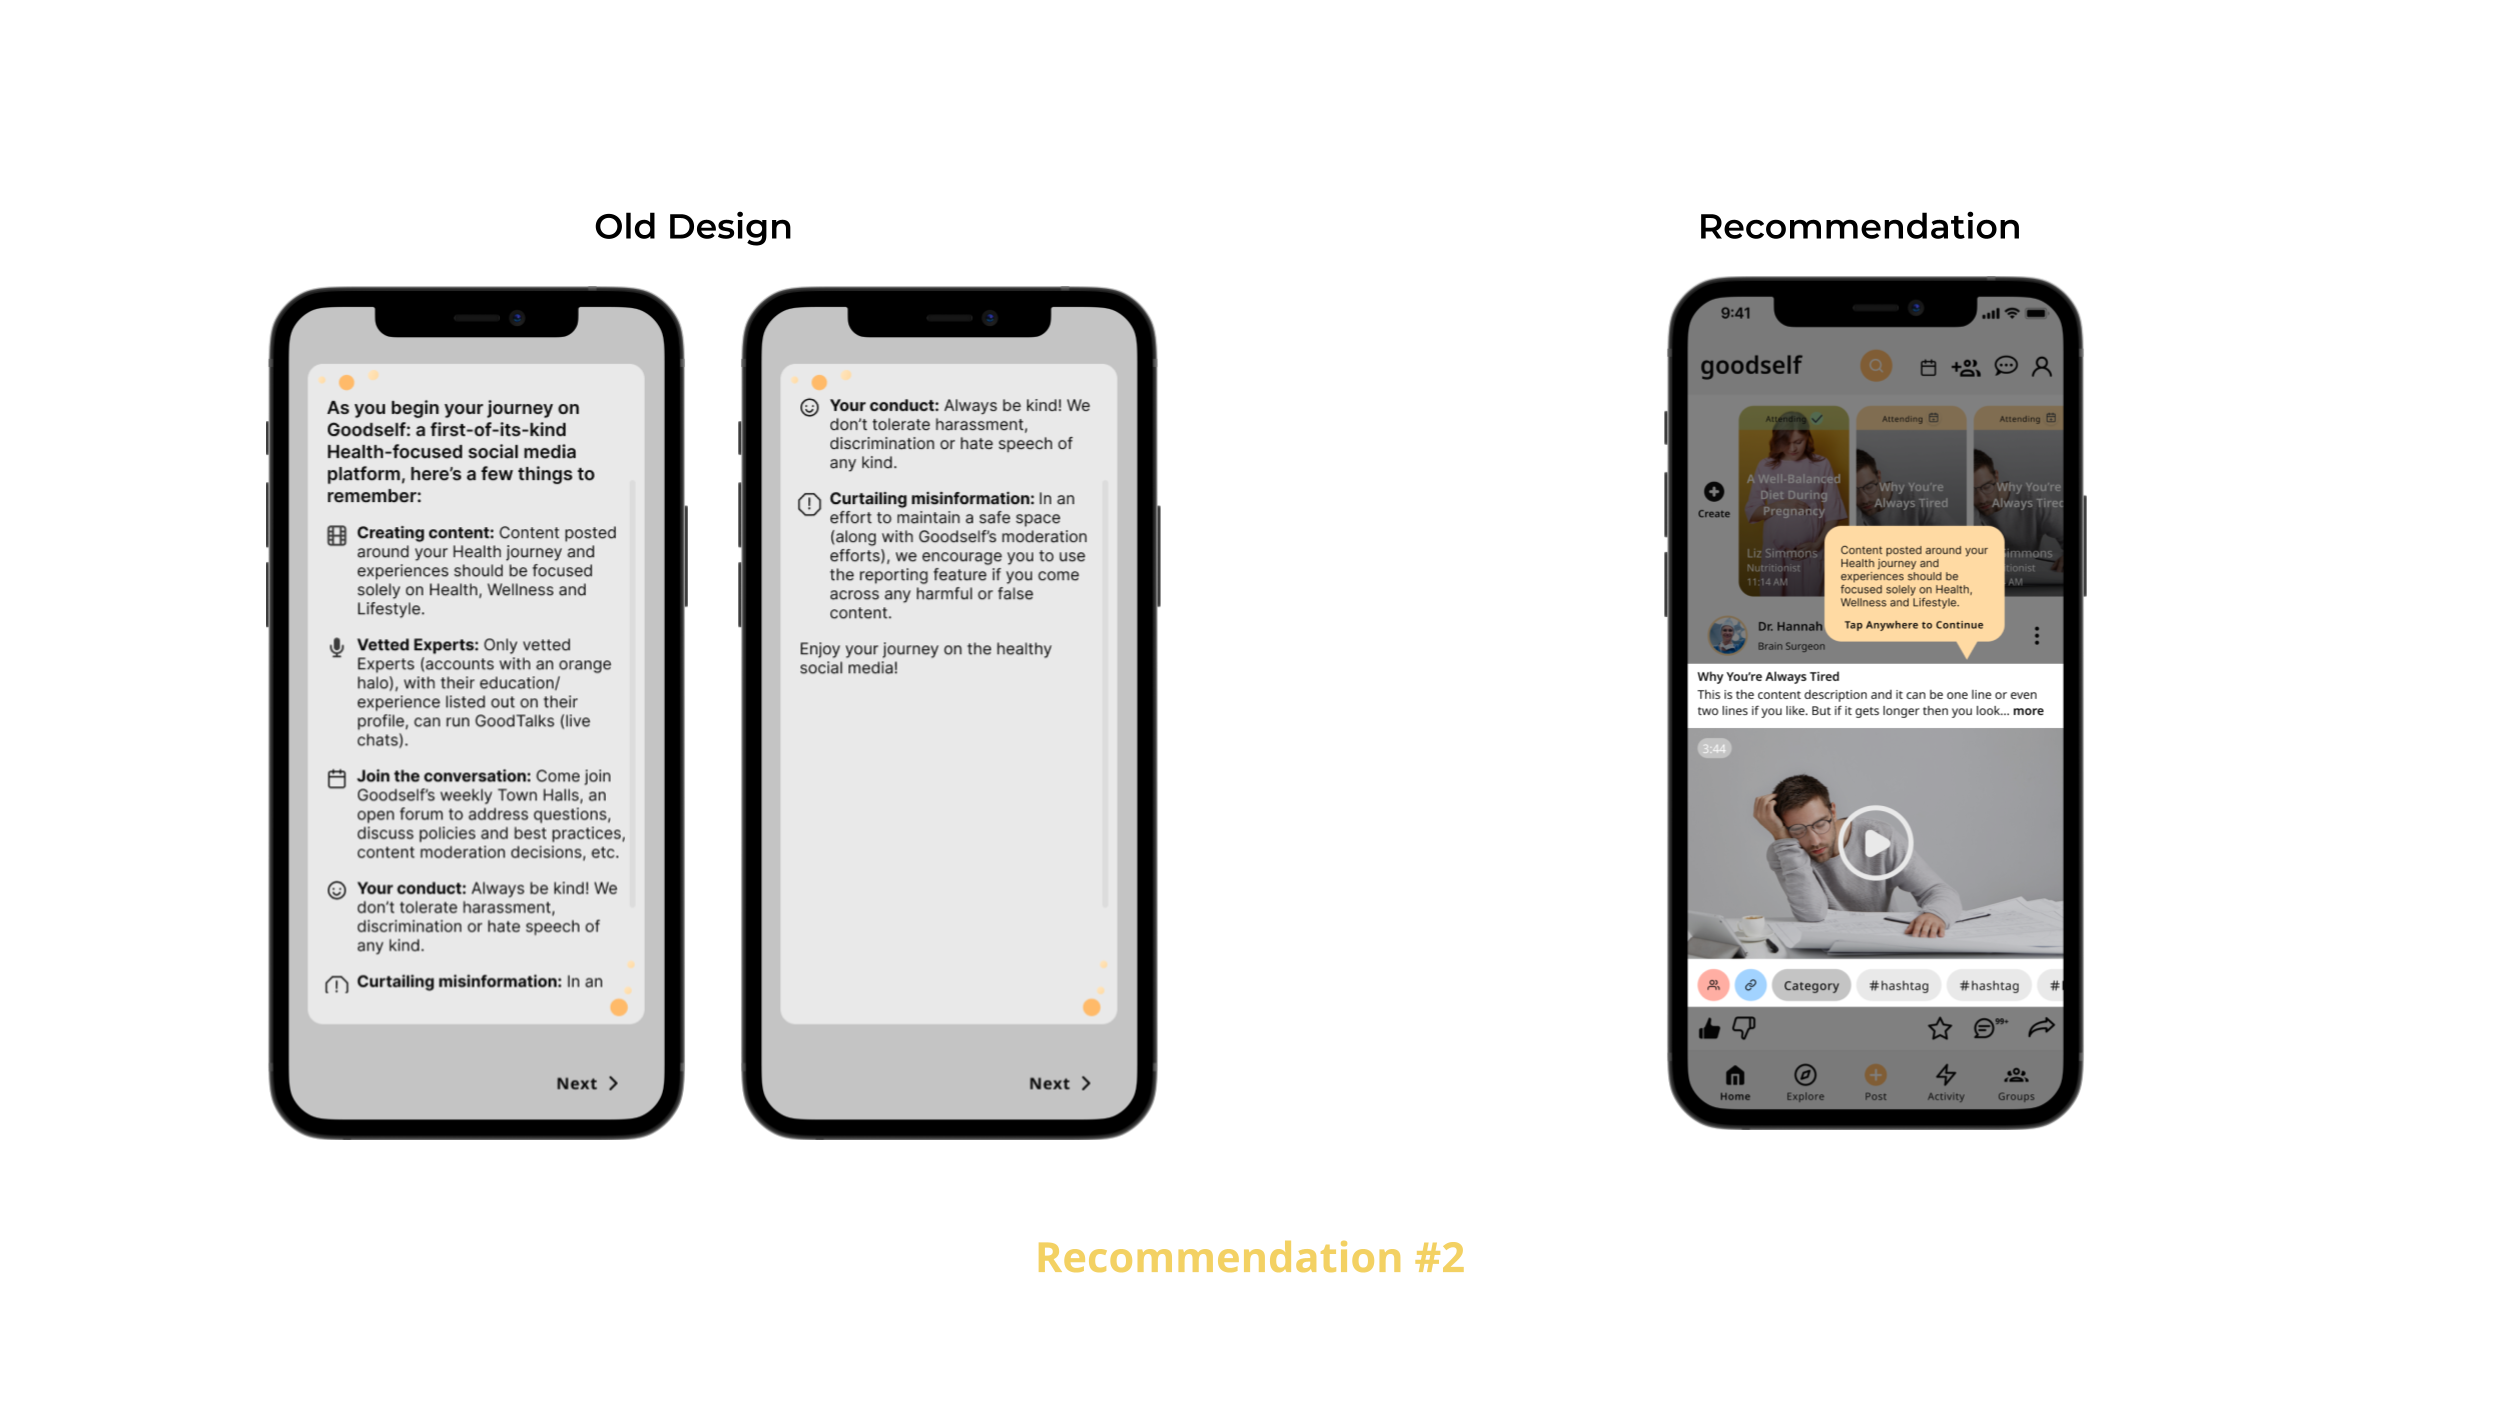 Old Design
Recommendation
As you begin your journey on
Goodself: a first-of-its-kind
Health-focused social media
platform, here's a few things to
remember:
Creating content: Content posted
around your Health journey and
experiences should be focused
solely on Health, Wellness and
Lifestyle.
Vetted Experts: Only vetted
Experts (accounts with an orange
halo), with their education/
experience listed out on their
profile, can run GoodTalks (live
chats).
Join the conversation: Come join
Goodself's weekly Town Halls, an
open forum to address questions,
discuss policies and best practices,
content moderation decisions, etc.
Your conduct: Always be kind! We
don't tolerate harassment,
discrimination or hate speech of
any kind.
Curtailing misinformation: In an
Next
Your conduct: Always be kind! We
don't tolerate harassment,
discrimination or hate speech of
any kind.
Curtailing misinformation: In an
effort to maintain a safe space
(along with Goodself's moderation
efforts), we encourage you to use
the reporting feature if you come
across any harmful or false
content.
Enjoy your journey on the healthy
social media!
Next
9:41
goodself
Create
Attending
A Well-Balanced
Diet During
Pregnancy
Liz Simmons
Nutritionist
11:14 AM
Attending
Why You're
Always Tired
Attending
Why You're
Always Tired
immons
itionist
AM
Content posted around your
Health journey and
experiences should be
focused solely on Health,
Wellness and Lifestyle.
Tap Anywhere to Continue
Dr. Hannah
Brain Surgeon
Why You're Always Tired
This is the content description and it can be one line or even
two lines if you like. But if it gets longer then you look... more
3:44
Category
#hashtag
#hashtag
#
99+
Home
Explore
Post
Activity
Groups
Recommendation #2